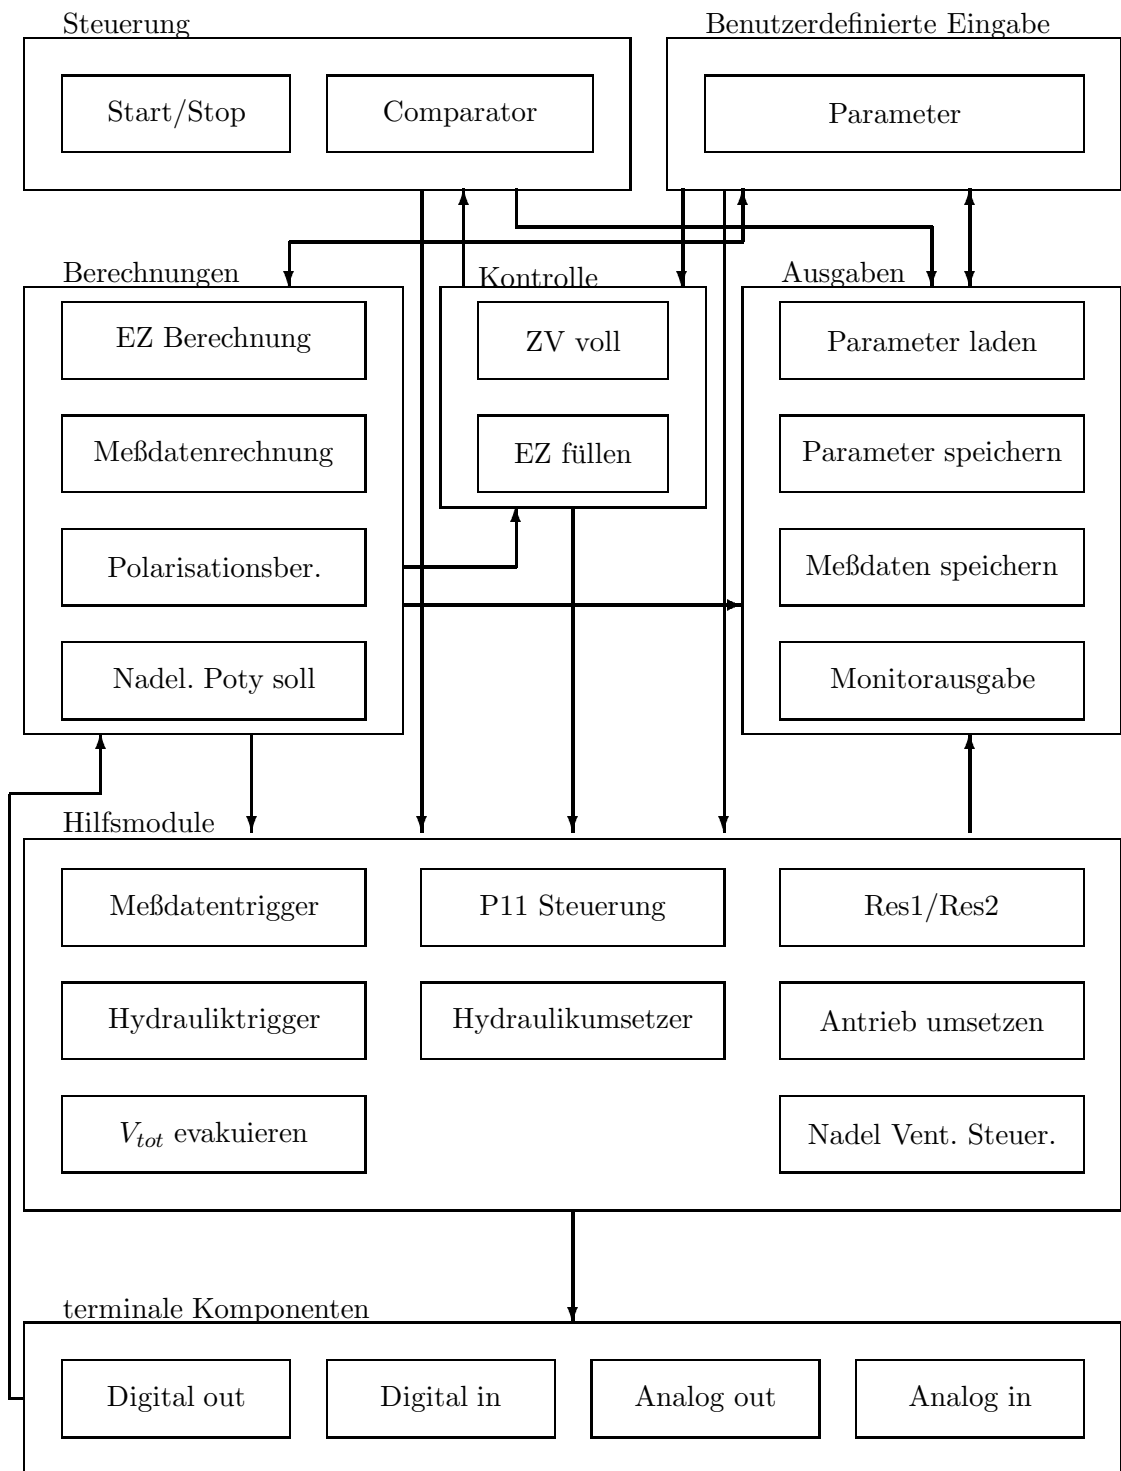 Steuerung
Benutzerdefinierte Eingabe
Start/Stop
Comparator
Parameter
Berechnungen
Kontrolle
Ausgaben
EZ Berechnung
ZV voll
Parameter laden
Meßdatenrechnung
EZ füllen
Parameter speichern
Polarisationsber.
Meßdaten speichern
Nadel. Poty soll
Monitorausgabe
Hilfsmodule
Meßdatentrigger
P11 Steuerung
Res1/Res2
Hydrauliktrigger
Hydraulikumsetzer
Antrieb umsetzen
V_{tot} evakuieren
Nadel Vent. Steuer.
terminale Komponenten
Digital out
Digital in
Analog out
Analog in